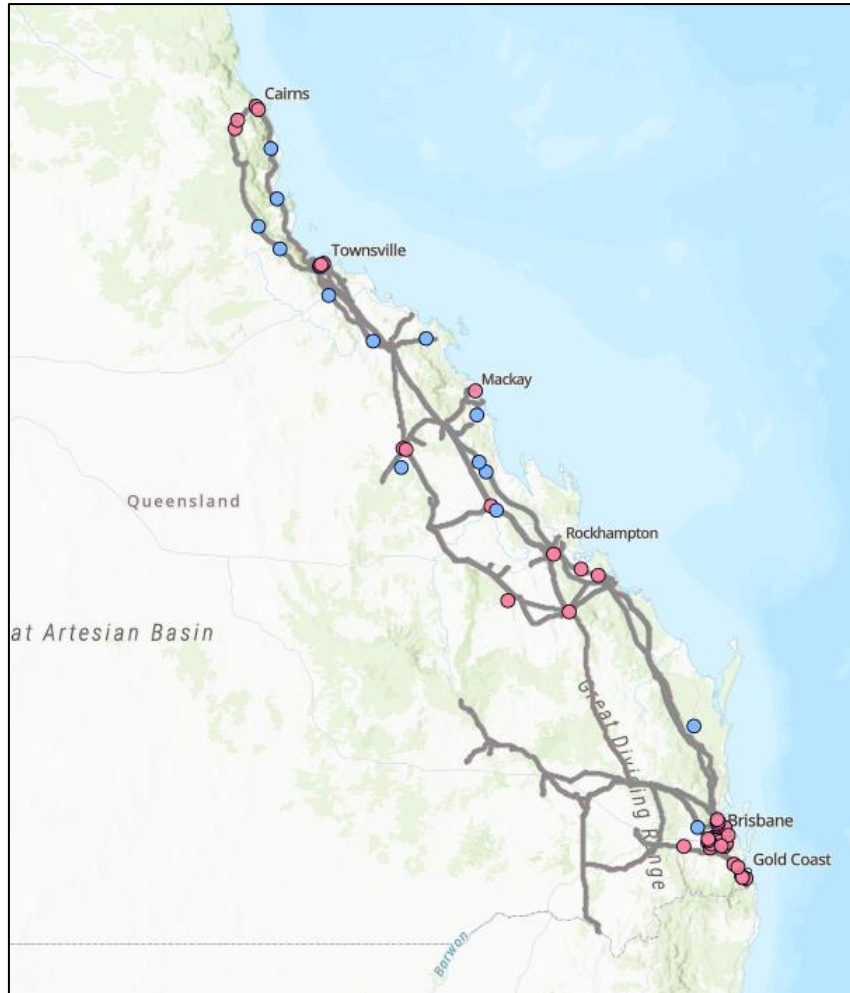 Cairns
Townsville
Mackay
Queensland
Rockhampton
at Artesian Basin
Great Dividing Range
Brisbane
Gold Coast
Barwon